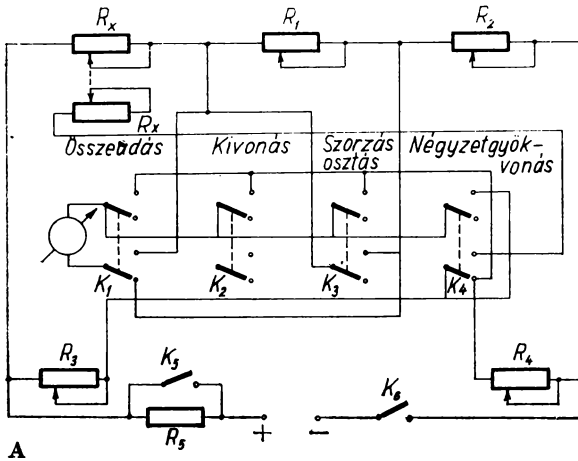 Rx R1 R2
Rx
Összeadás Kivonás Szorzás osztás Négyzetgyök-vonás
K1 K2 K3 K4
R3 K5 R4
R5 + − K6
A